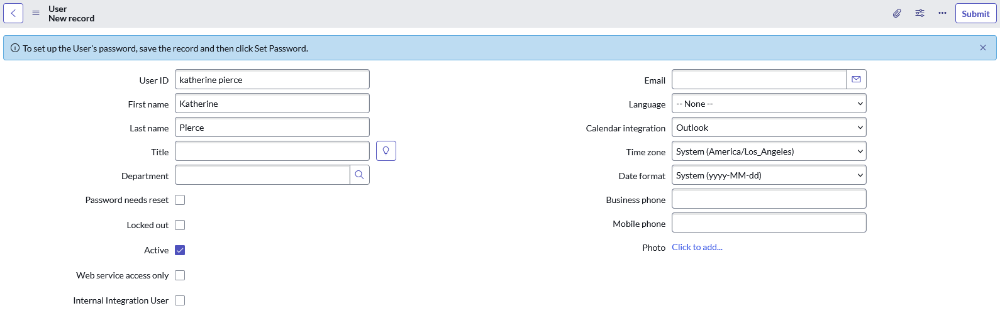 User
New record
Submit
To set up the User's password, save the record and then click Set Password.
User ID katherine pierce
First name Katherine
Last name Pierce
Title
Department
Password needs reset
Locked out
Active
Web service access only
Internal Integration User
Email
Language -- None --
Calendar integration Outlook
Time zone System (America/Los_Angeles)
Date format System (yyyy-MM-dd)
Business phone
Mobile phone
Photo Click to add...